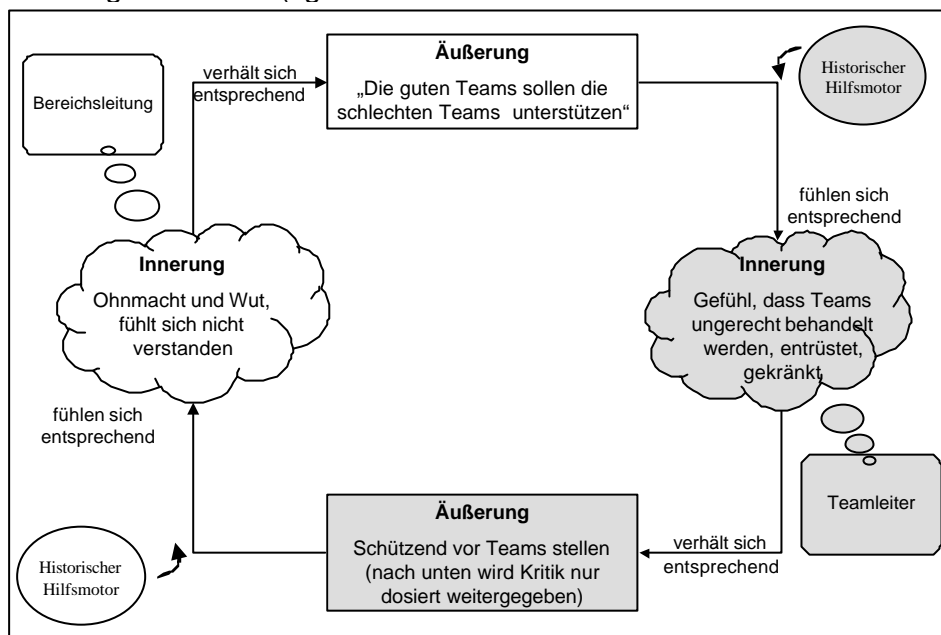 Äußerung
„Die guten Teams sollen die
schlechten Teams unterstützen“
verhält sich
entsprechend
Bereichsleitung
Historischer
Hilfsmotor
fühlen sich
entsprechend
Innerung
Ohnmacht und Wut,
fühlt sich nicht
verstanden
Innerung
Gefühl, dass Teams
ungerecht behandelt
werden, entrüstet,
gekränkt
fühlen sich
entsprechend
Teamleiter
Äußerung
Schützend vor Teams stellen
(nach unten wird Kritik nur
dosiert weitergegeben)
verhält sich
entsprechend
Historischer
Hilfsmotor